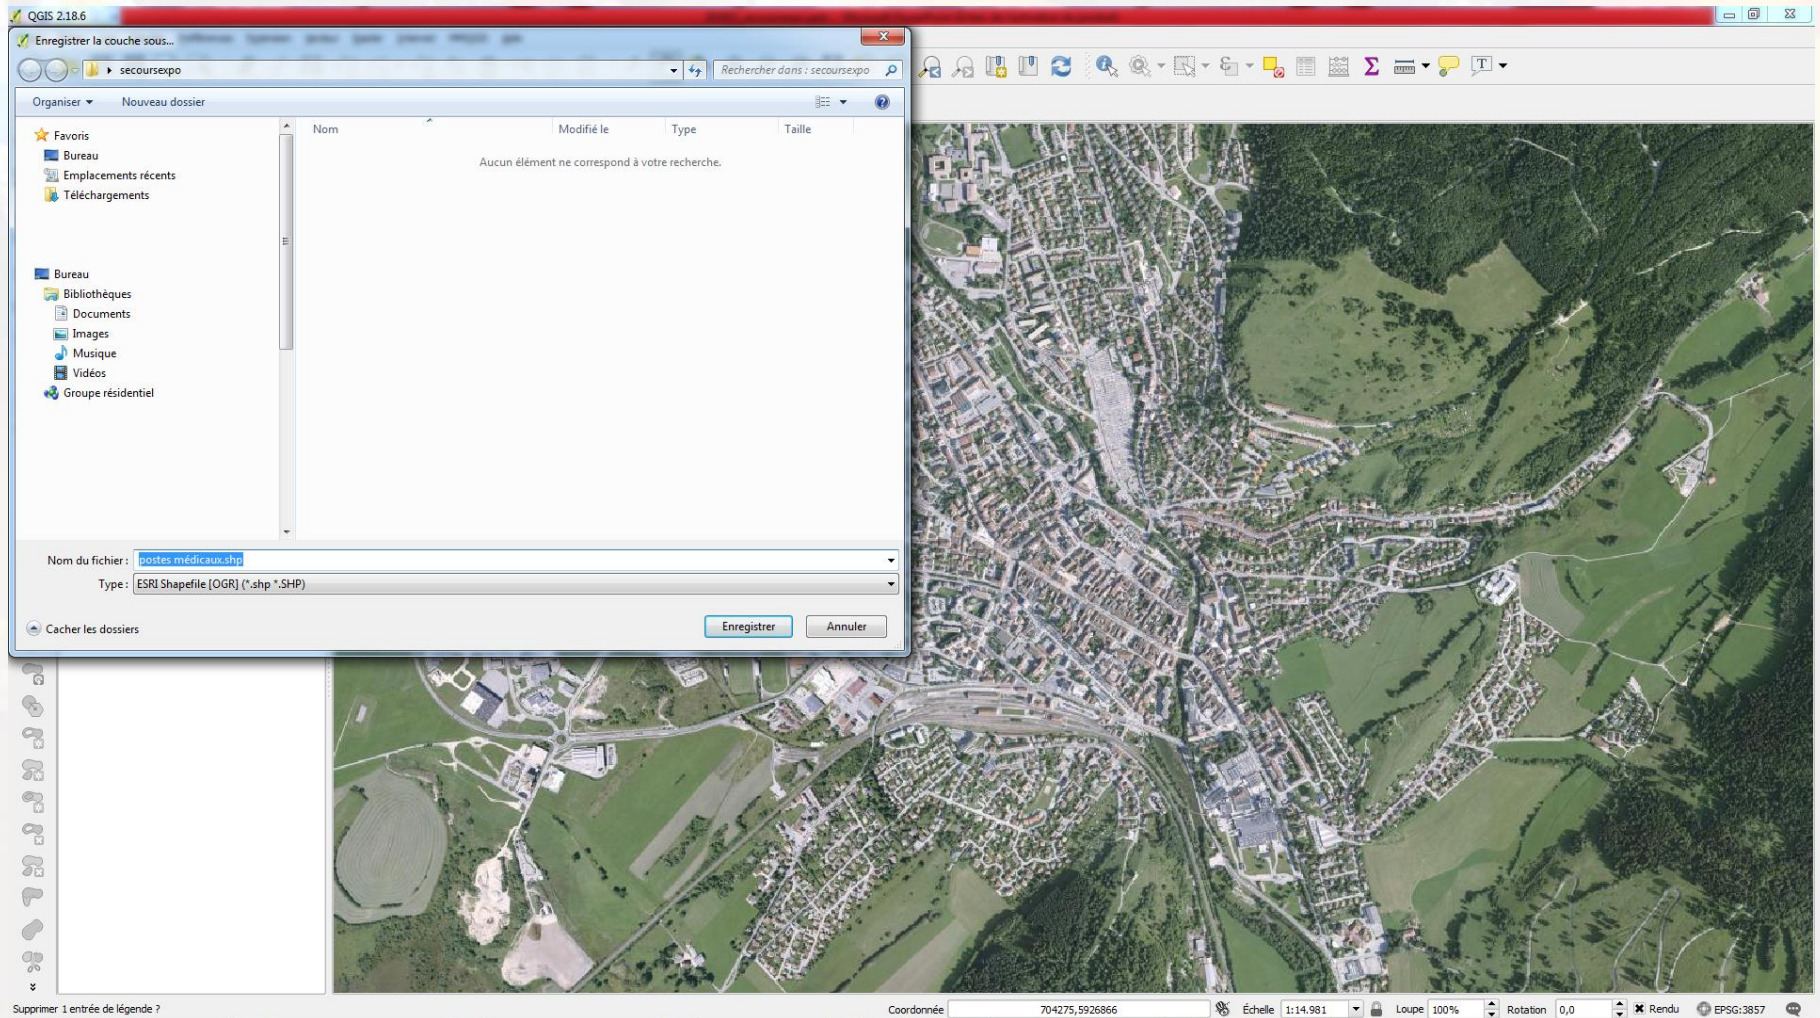 QGIS 2.18.6
Enregistrer la couche sous...
secoursexpo
Rechercher dans : secoursexpo
Organiser
Nouveau dossier
Nom
Modifié le
Type
Taille
Aucun élément ne correspond à votre recherche.
Favoris
Bureau
Emplacements récents
Téléchargements
Bureau
Bibliothèques
Documents
Images
Musique
Vidéos
Groupe résidentiel
Nom du fichier : postes médicaux.shp
Type : ESRI Shapefile [OGR] (*.shp *.SHP)
Cacher les dossiers
Enregistrer
Annuler
Supprimer 1 entrée de légende ?
Coordonnée 704275,5926866
Échelle 1:14.981
Loupe 100%
Rotation 0,0
Rendu
EPSG:3857